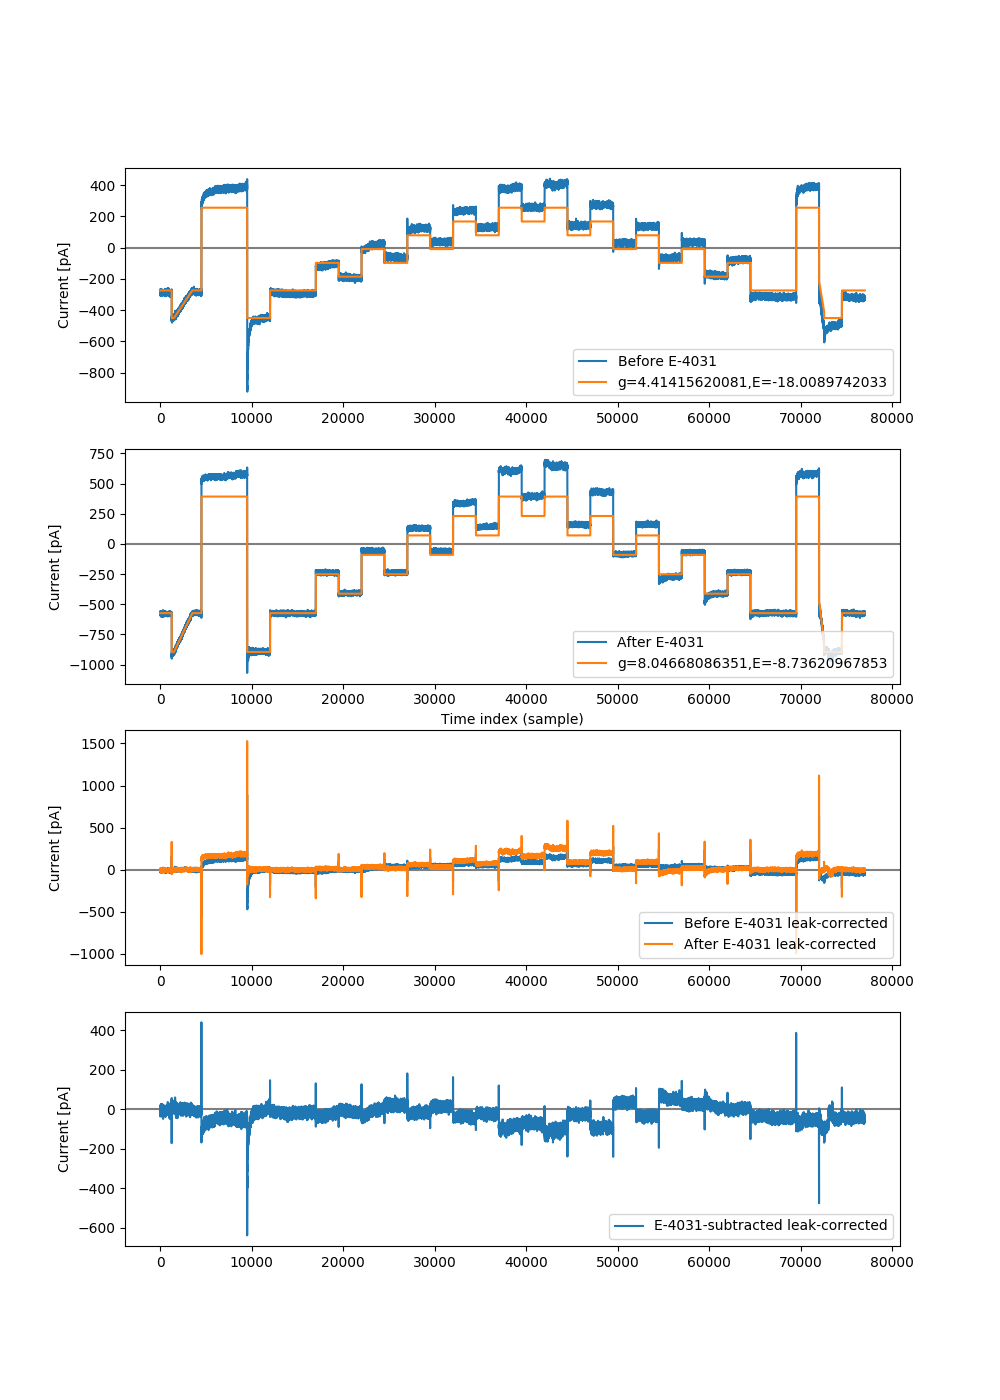 400
200
0
−200
−400
−600
−800
Current [pA]
Before E-4031
g=4.41415620081,E=-18.0089742033
0 10000 20000 30000 40000 50000 60000 70000 80000
750
500
250
0
−250
−500
−750
−1000
Current [pA]
After E-4031
g=8.04668086351,E=-8.73620967853
0 10000 20000 30000 40000 50000 60000 70000 80000
Time index (sample)
1500
1000
500
0
−500
−1000
Current [pA]
Before E-4031 leak-corrected
After E-4031 leak-corrected
0 10000 20000 30000 40000 50000 60000 70000 80000
400
200
0
−200
−400
−600
Current [pA]
E-4031-subtracted leak-corrected
0 10000 20000 30000 40000 50000 60000 70000 80000